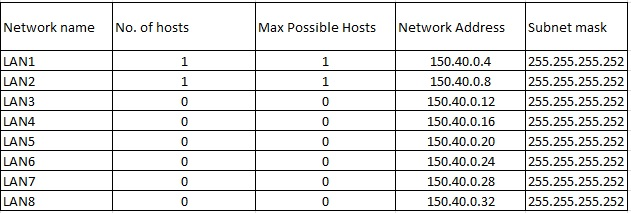 Network name No. of hosts Max Possible Hosts Network Address Subnet mask
LAN1 1 1 150.40.0.4 255.255.255.252
LAN2 1 1 150.40.0.8 255.255.255.252
LAN3 0 0 150.40.0.12 255.255.255.252
LAN4 0 0 150.40.0.16 255.255.255.252
LAN5 0 0 150.40.0.20 255.255.255.252
LAN6 0 0 150.40.0.24 255.255.255.252
LAN7 0 0 150.40.0.28 255.255.255.252
LAN8 0 0 150.40.0.32 255.255.255.252